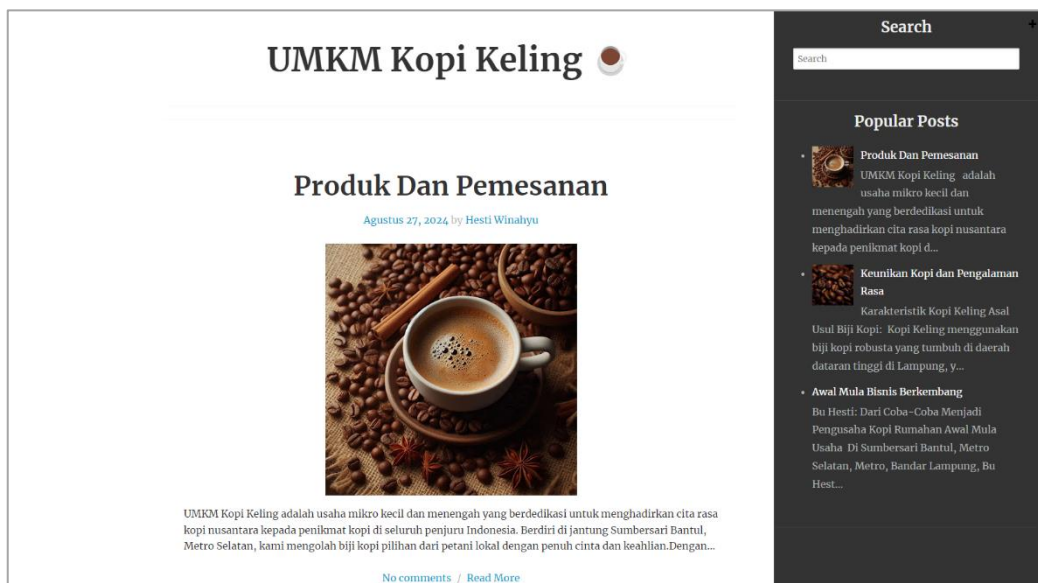 UMKM Kopi Keling
Produk Dan Pemesanan
Agustus 27, 2024 by Hesti Winahyu
UMKM Kopi Keling adalah usaha mikro kecil dan menengah yang berdedikasi untuk menghadirkan cita rasa
kopi nusantara kepada penikmat kopi di seluruh penjuru Indonesia. Berdiri di jantung Sumbersari Bantul,
Metro Selatan, kami mengolah biji kopi pilihan dari petani lokal dengan penuh cinta dan keahlian.Dengan...
No comments / Read More
Search
Search
Popular Posts
Produk Dan Pemesanan
UMKM Kopi Keling adalah
usaha mikro kecil dan
menengah yang berdedikasi untuk
menghadirkan cita rasa kopi nusantara
kepada penikmat kopi d...
Keunikan Kopi dan Pengalaman
Rasa
Karakteristik Kopi Keling Asal
Usul Biji Kopi: Kopi Keling menggunakan
biji kopi robusta yang tumbuh di daerah
dataran tinggi di Lampung, y...
Awal Mula Bisnis Berkembang
Bu Hesti: Dari Coba-Coba Menjadi
Pengusaha Kopi Rumahan Awal Mula
Usaha Di Sumbersari Bantul, Metro
Selatan, Metro, Bandar Lampung, Bu
Hest...